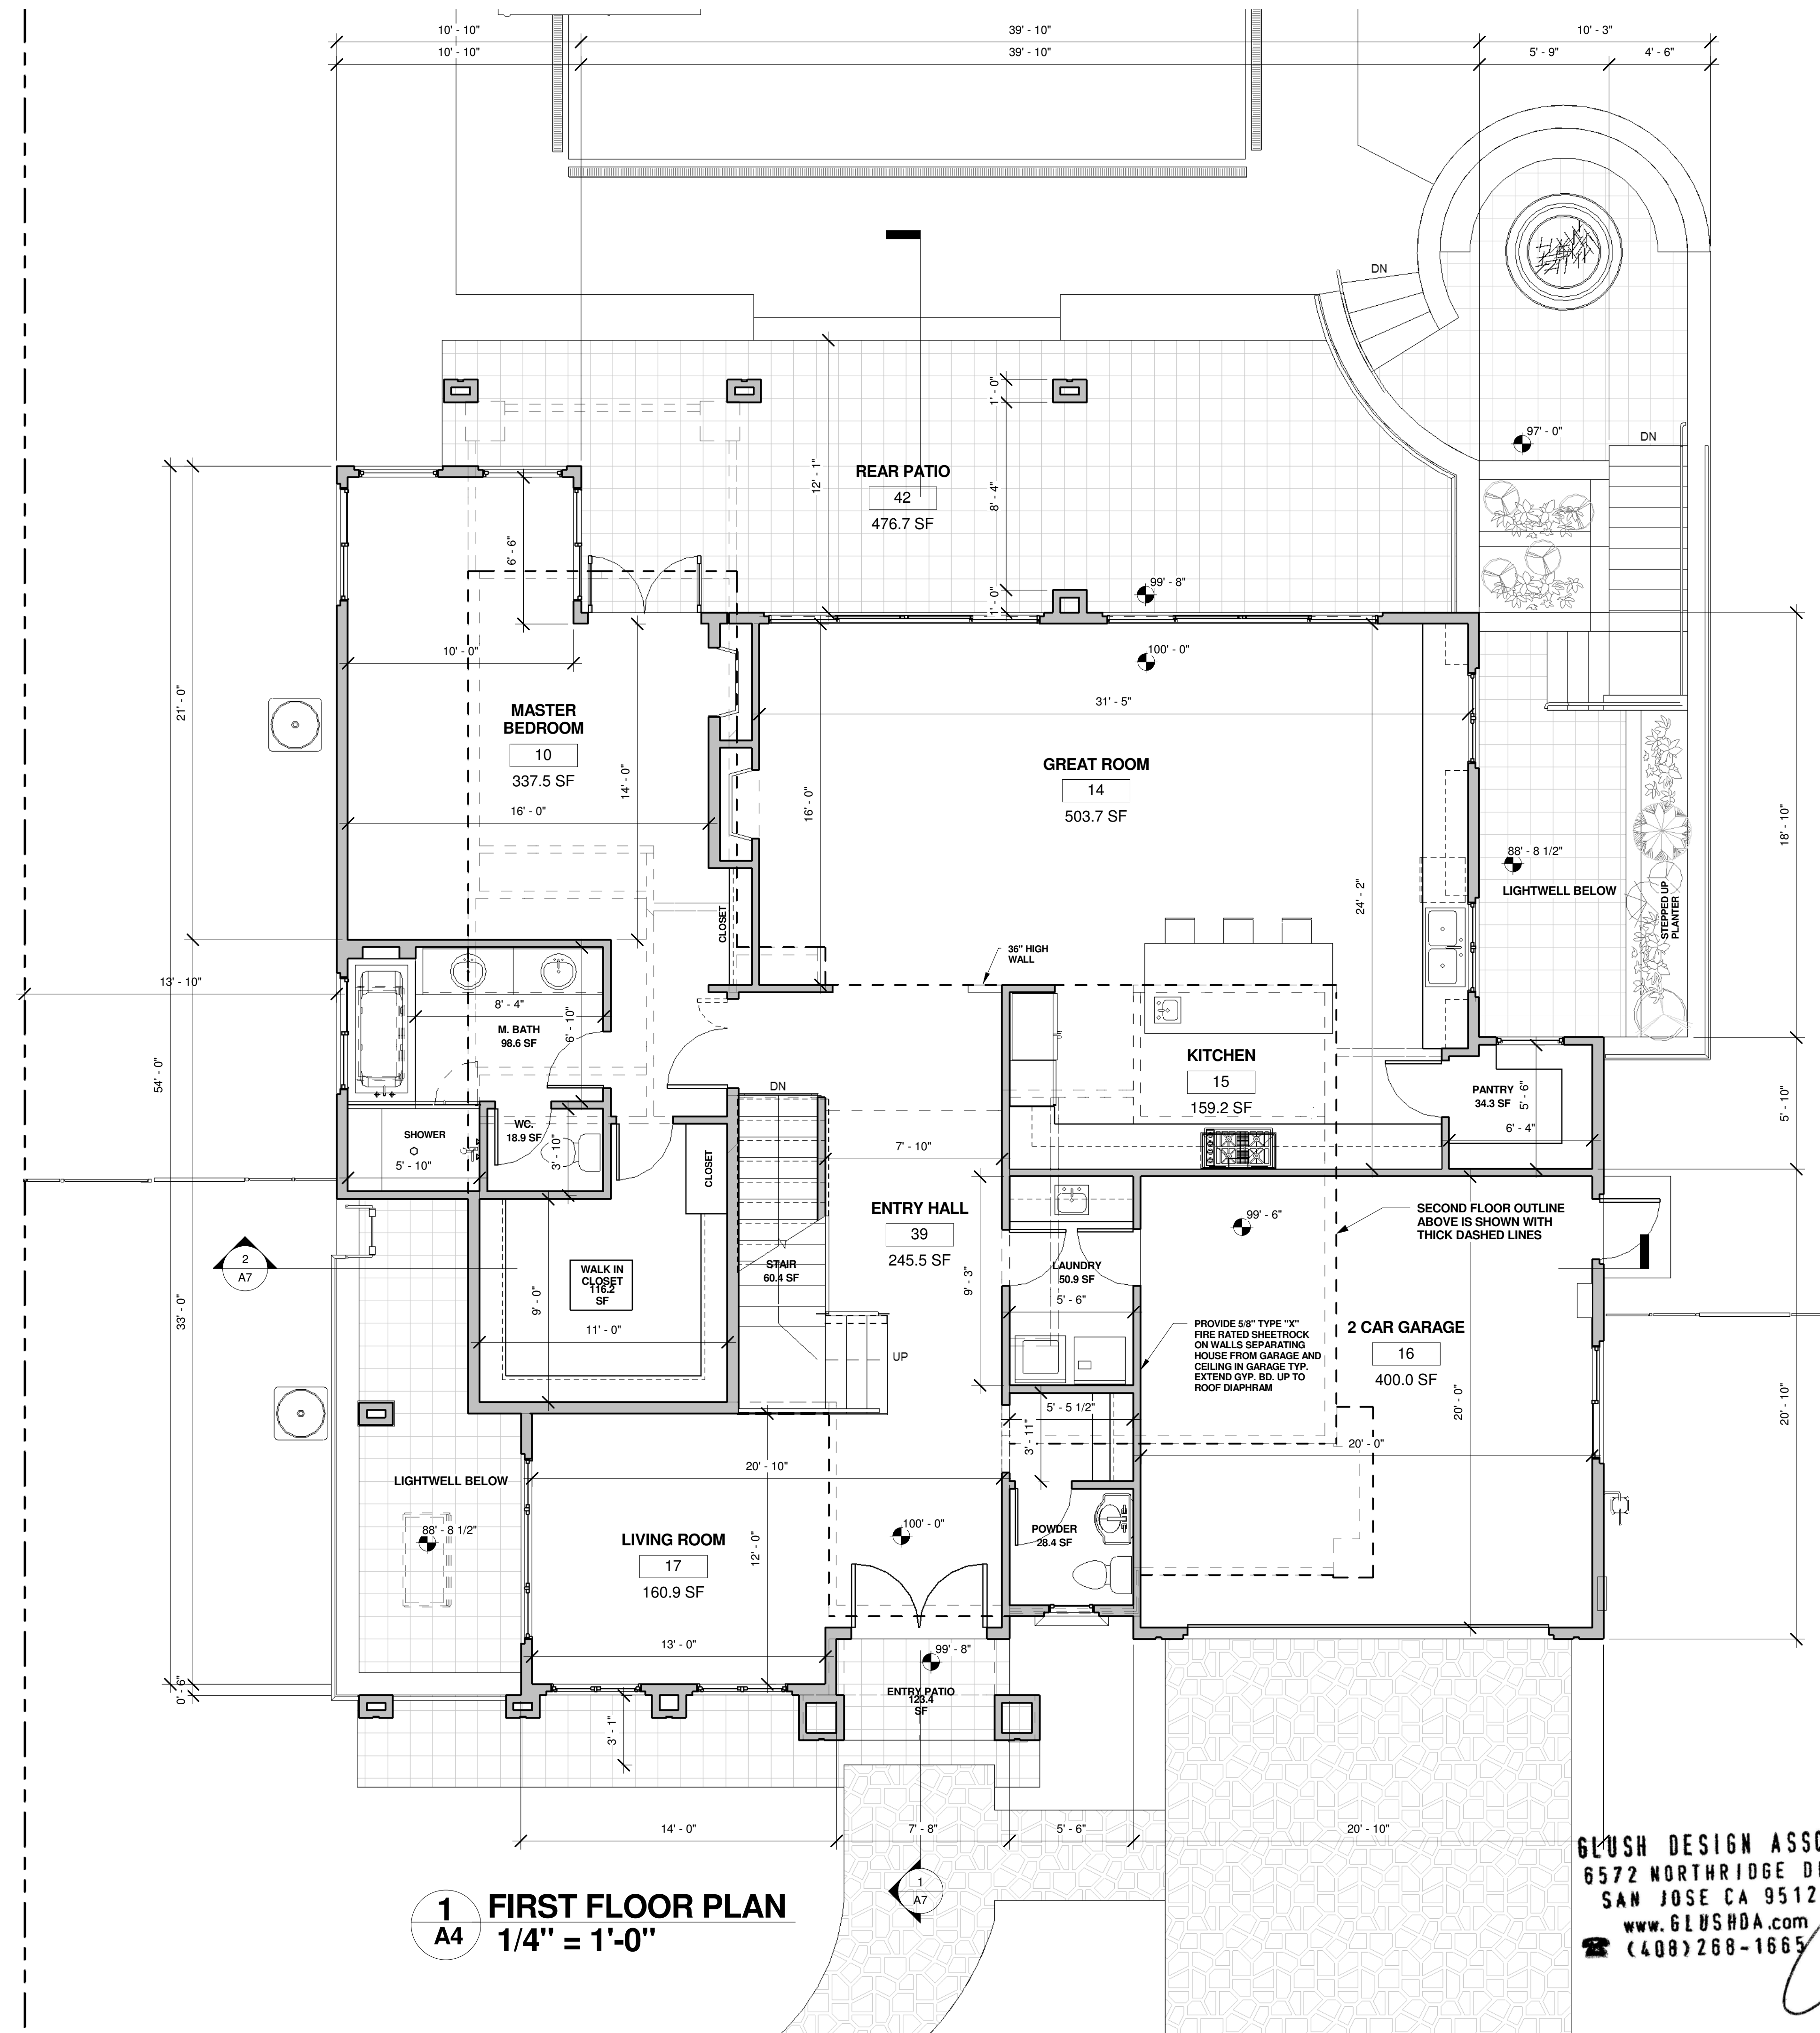 10' - 10"
39' - 10"
10' - 3"
10' - 10"
39' - 10"
5' - 9"
4' - 6"
DN
1' - 0"
97' - 0"
DN
REAR PATIO
42
476.7 SF
12' - 1"
8' - 4"
6' - 6"
1' - 0"
99' - 8"
10' - 0"
100' - 0"
21' - 0"
MASTER
BEDROOM
10
337.5 SF
16' - 0"
14' - 0"
31' - 5"
GREAT ROOM
14
503.7 SF
16' - 0"
24' - 2"
18' - 10"
88' - 8 1/2"
LIGHTWELL BELOW
STEPPED UP
PLANTER
CLOSET
36" HIGH
WALL
13' - 10"
8' - 4"
M. BATH
98.6 SF
6' - 10"
54' - 0"
DN
KITCHEN
15
159.2 SF
PANTRY
34.3 SF
5' - 6"
6' - 4"
5' - 10"
SHOWER
5' - 10"
WC.
18.9 SF
3' - 10"
CLOSET
7' - 10"
ENTRY HALL
39
245.5 SF
99' - 6"
SECOND FLOOR OUTLINE
ABOVE IS SHOWN WITH
THICK DASHED LINES
2
A7
WALK IN
CLOSET
116.2
SF
9' - 0"
11' - 0"
STAIR
60.4 SF
9' - 3"
LAUNDRY
50.9 SF
5' - 6"
33' - 0"
UP
PROVIDE 5/8" TYPE "X"
FIRE RATED SHEETROCK
ON WALLS SEPARATING
HOUSE FROM GARAGE AND
CEILING IN GARAGE TYP.
EXTEND GYP. BD. UP TO
ROOF DIAPHRAM
2 CAR GARAGE
16
400.0 SF
20' - 0"
20' - 10"
5' - 5 1/2"
3' - 11"
20' - 0"
20' - 10"
LIGHTWELL BELOW
88' - 8 1/2"
LIVING ROOM
17
160.9 SF
12' - 0"
100' - 0"
POWDER
28.4 SF
13' - 0"
99' - 8"
0' - 6"
ENTRY PATIO
123.4
SF
3' - 1"
14' - 0"
7' - 8"
5' - 6"
20' - 10"
1
A7
1
A4
FIRST FLOOR PLAN
1/4" = 1'-0"
GLUSH DESIGN ASSO
6572 NORTHRIDGE D
SAN JOSE CA 9512
www.GLUSHDA.com
(408) 268-1665